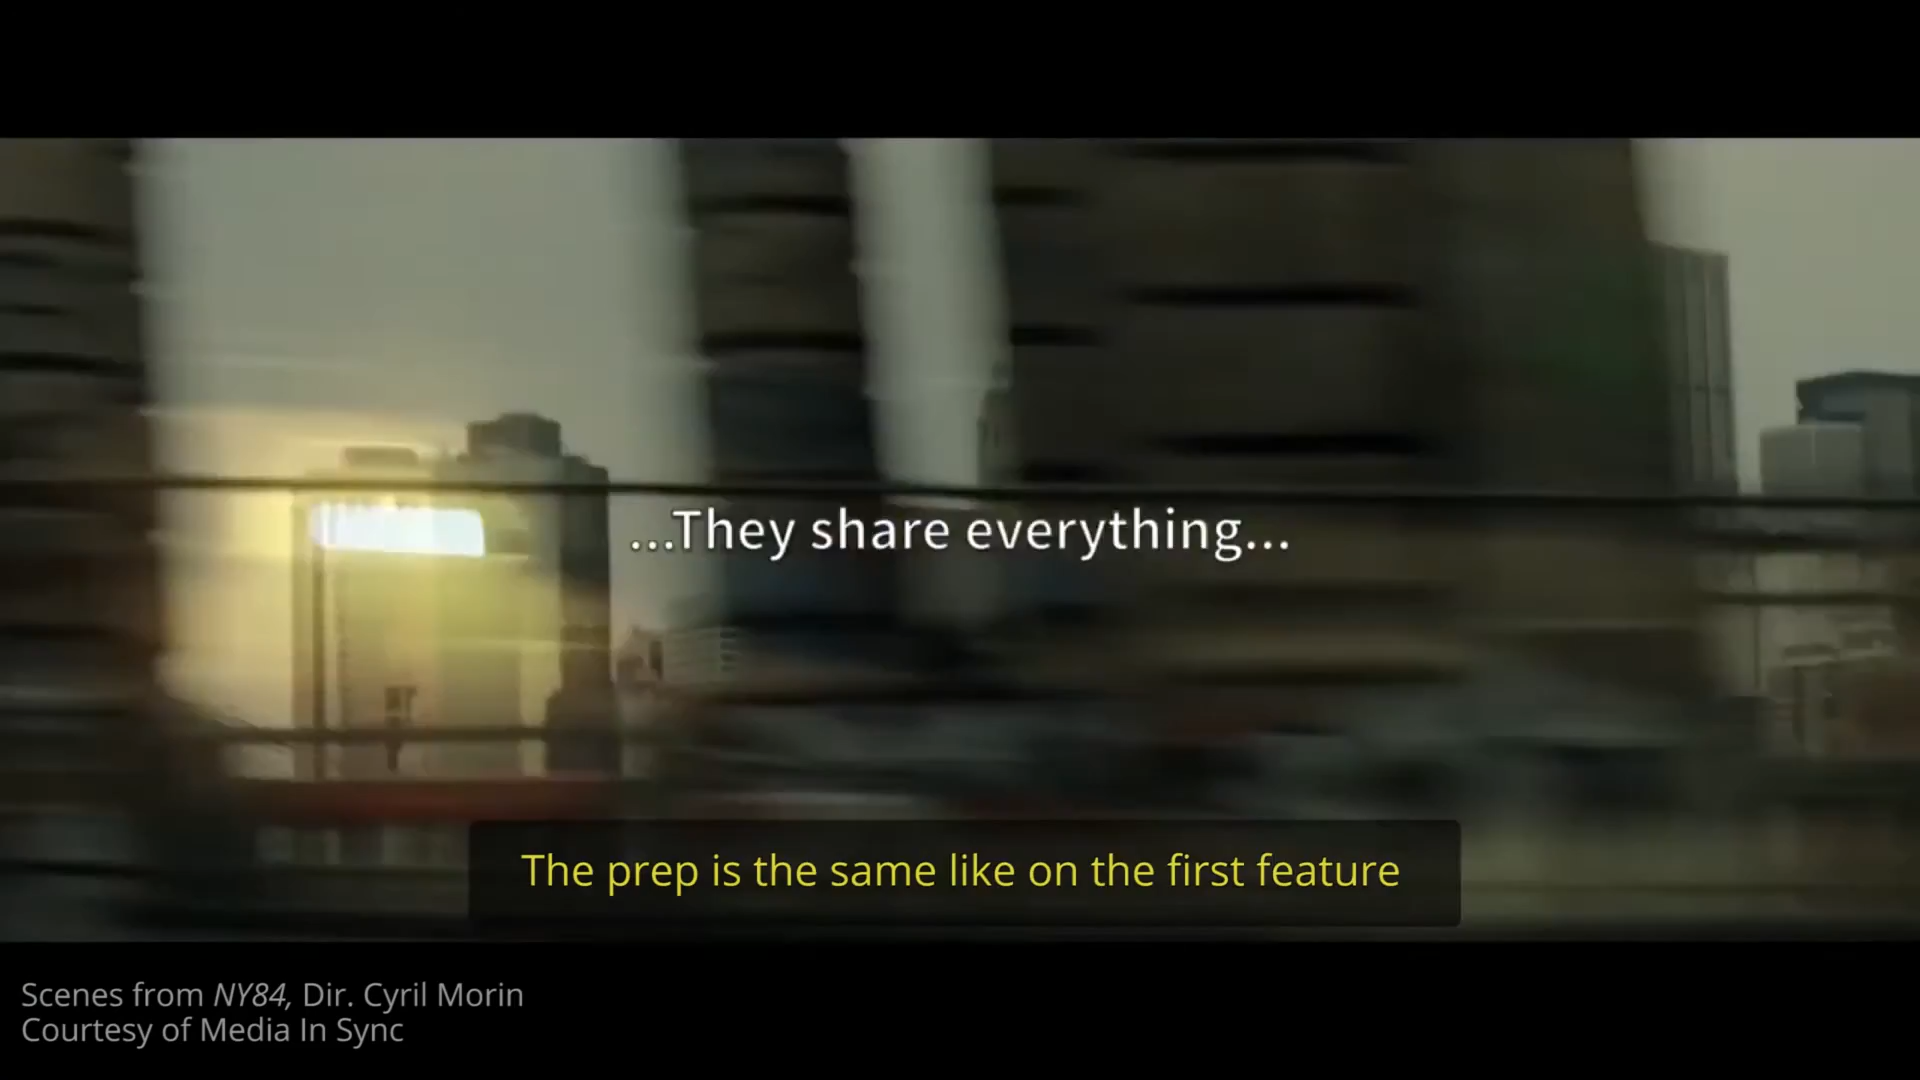 ...They share everything...
The prep is the same like on the first feature
Scenes from NY84, Dir. Cyril Morin
Courtesy of Media In Sync